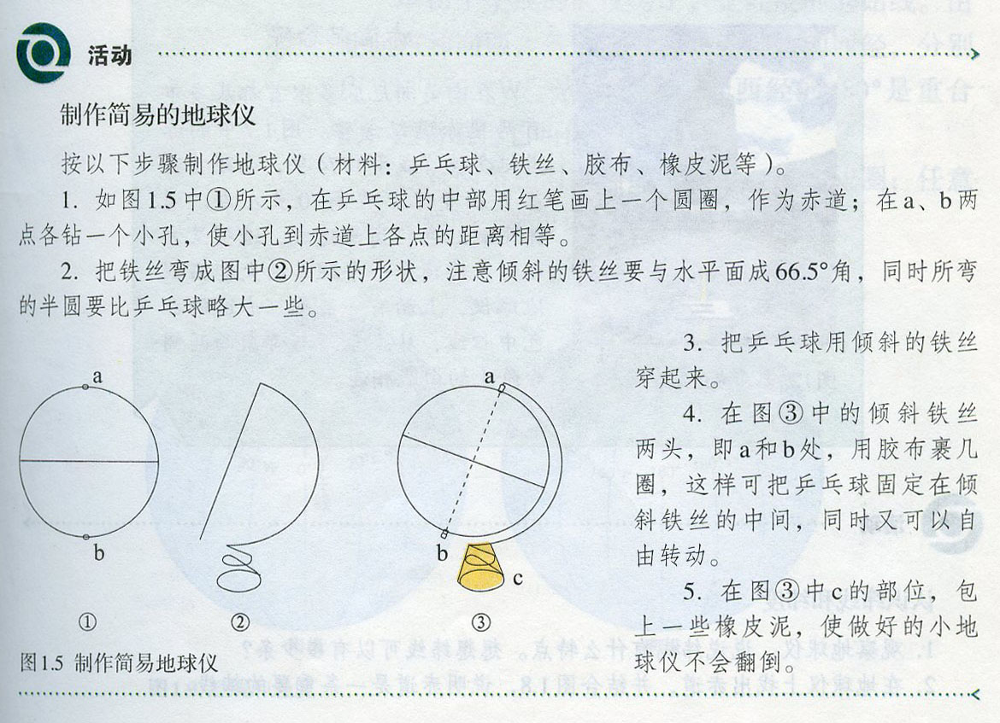 活动
制作简易的地球仪
按以下步骤制作地球仪（材料：乒乓球、铁丝、胶布、橡皮泥等）。
1. 如图1.5中①所示，在乒乓球的中部用红笔画上一个圆圈，作为赤道；在a、b两
点各钻一个小孔，使小孔到赤道上各点的距离相等。
2. 把铁丝弯成图中②所示的形状，注意倾斜的铁丝要与水平面成66.5°角，同时所弯
的半圆要比乒乓球略大一些。
3. 把乒乓球用倾斜的铁丝
穿起来。
4. 在图③中的倾斜铁丝
两头，即a和b处，用胶布裹几
圈，这样可把乒乓球固定在倾
斜铁丝的中间，同时又可以自
由转动。
5. 在图③中c的部位，包
上一些橡皮泥，使做好的小地
球仪不会翻倒。
a
b
①
②
a
b
c
③
图1.5 制作简易地球仪